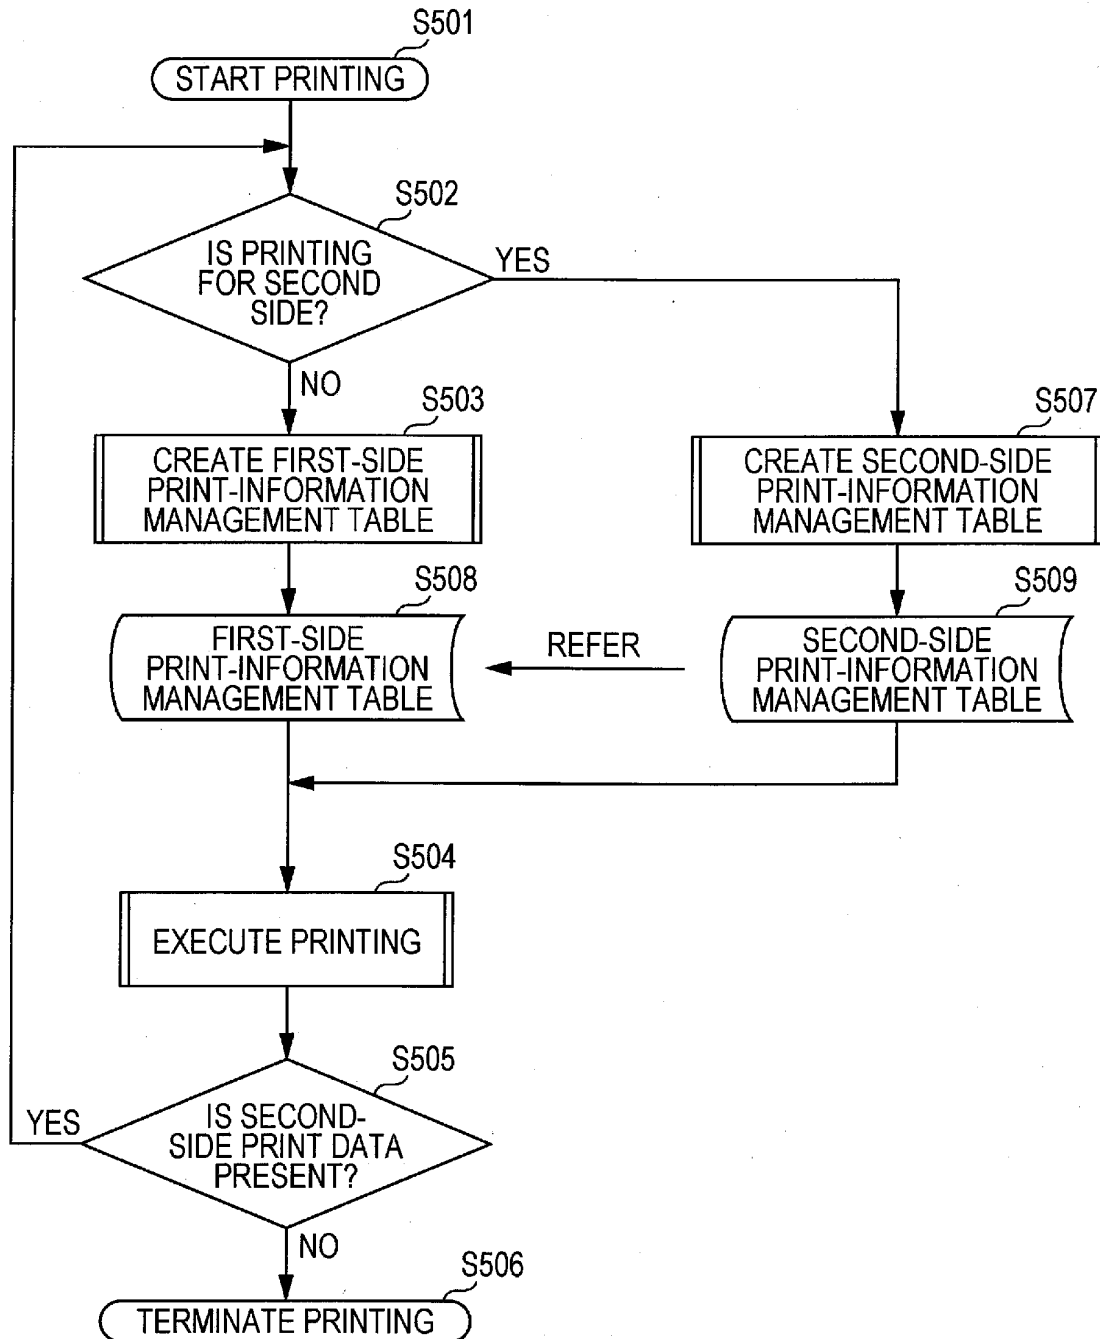 S501
START PRINTING
S502
IS PRINTING
FOR SECOND
SIDE?
YES
NO
S503
CREATE FIRST-SIDE
PRINT-INFORMATION
MANAGEMENT TABLE
S507
CREATE SECOND-SIDE
PRINT-INFORMATION
MANAGEMENT TABLE
S508
FIRST-SIDE
PRINT-INFORMATION
MANAGEMENT TABLE
REFER
S509
SECOND-SIDE
PRINT-INFORMATION
MANAGEMENT TABLE
S504
EXECUTE PRINTING
S505
IS SECOND-
SIDE PRINT DATA
PRESENT?
YES
NO
S506
TERMINATE PRINTING